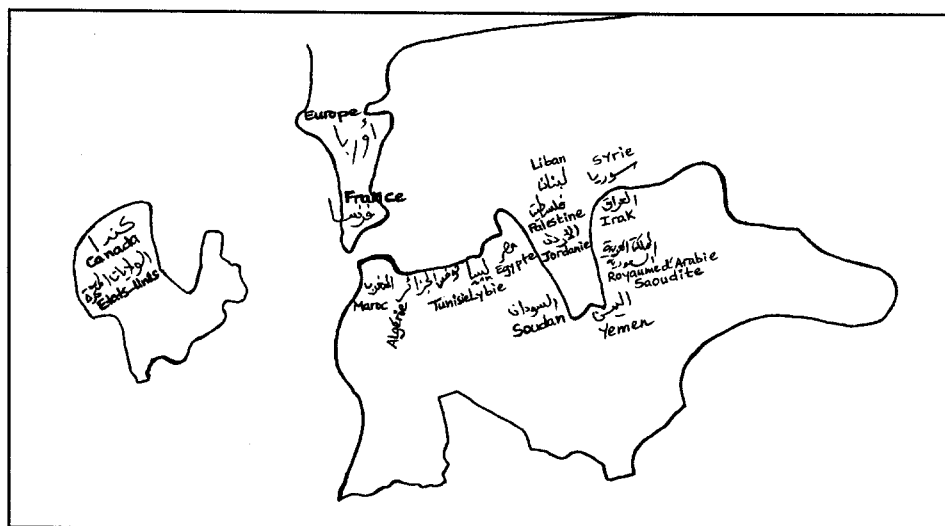 Europe
أوربا
France
فرنسا
كندا
Canada
الولايات المتحدة
Etats-Unis
المغرب
Maroc
الجزائر
Algérie
تونس
Tunisie
ليبيا
Lybie
مصر
Egypte
السودان
Soudan
Liban
لبنان
فلسطين
Palestine
الأردن
Jordanie
Syrie
سوريا
العراق
Irak
المملكة العربية
السعودية
Royaume d'Arabie
Saoudite
اليمن
Yemen